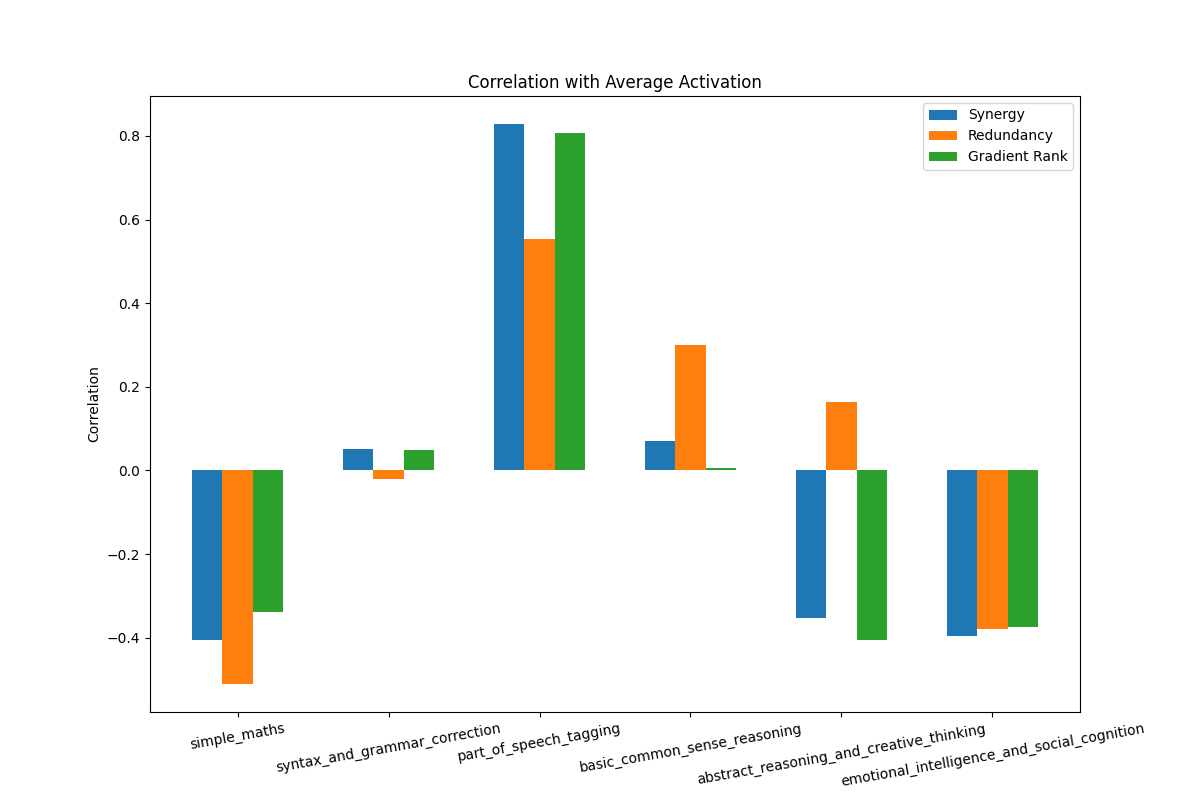 Correlation with Average Activation
Synergy
Redundancy
Gradient Rank
Correlation
0.8
0.6
0.4
0.2
0.0
−0.2
−0.4
simple_maths
syntax_and_grammar_correction
part_of_speech_tagging
basic_common_sense_reasoning
abstract_reasoning_and_creative_thinking
emotional_intelligence_and_social_cognition